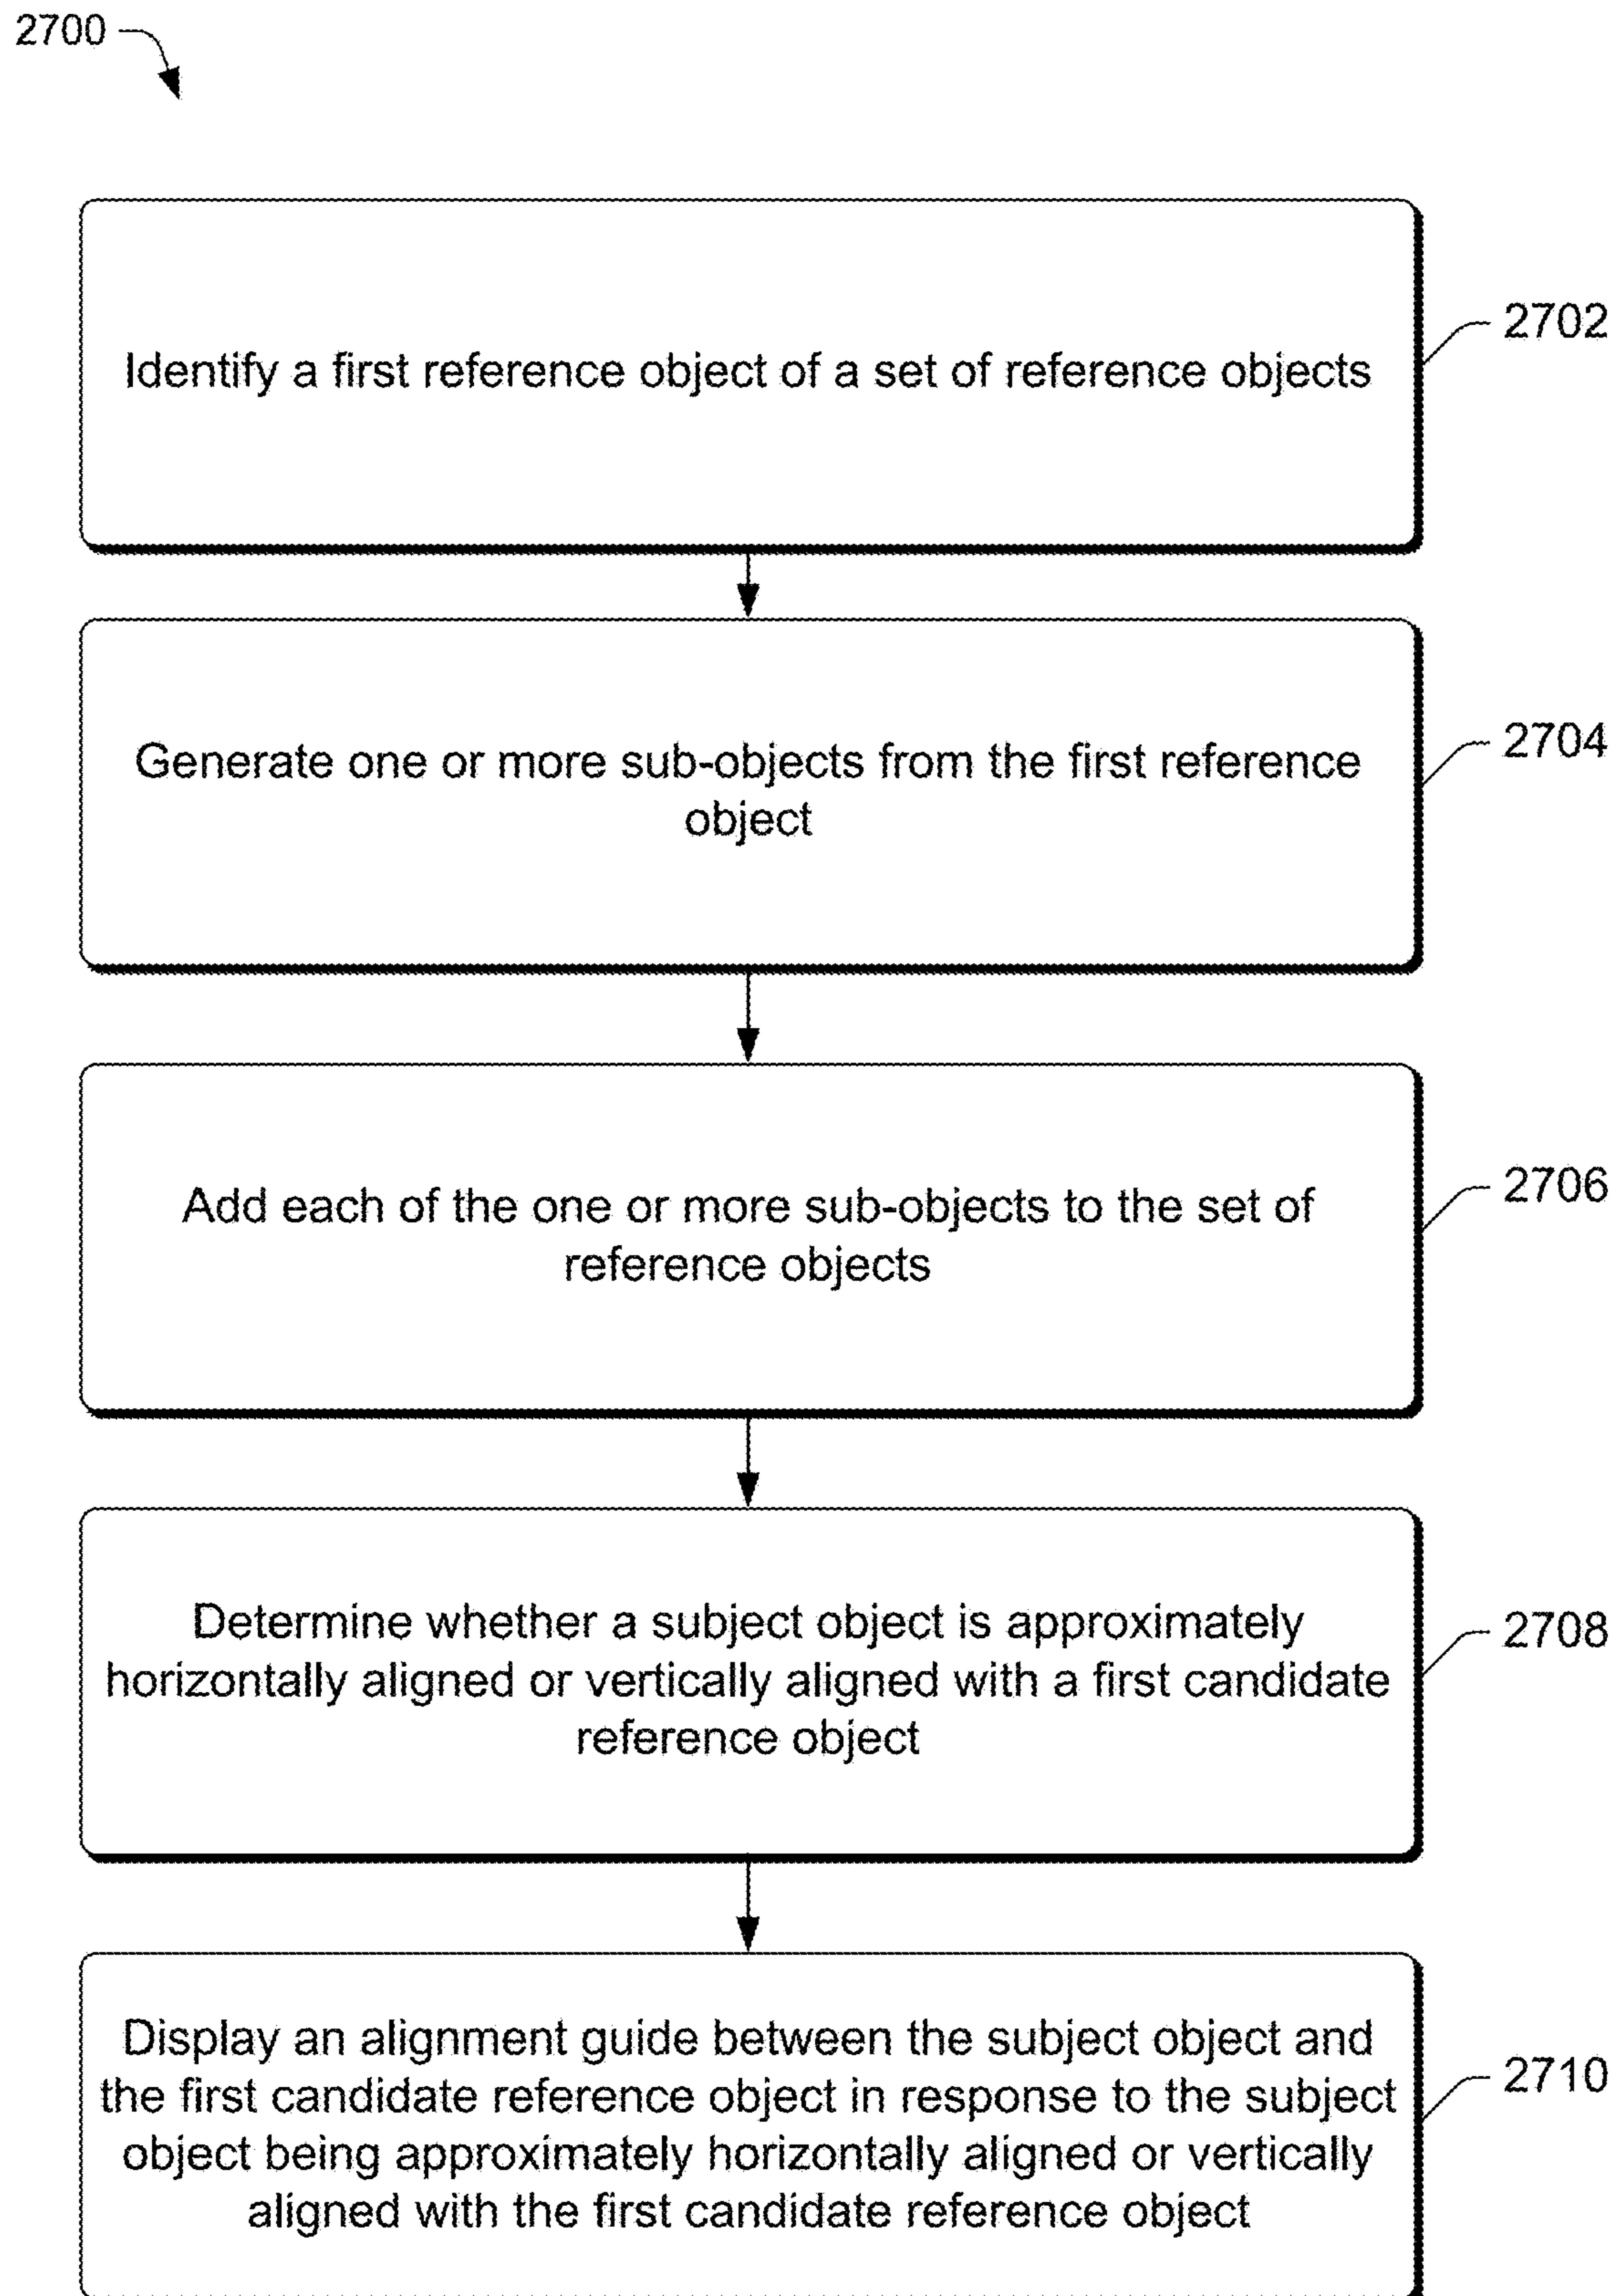 2700
Identify a first reference object of a set of reference objects
2702
Generate one or more sub-objects from the first reference
object
2704
Add each of the one or more sub-objects to the set of
reference objects
2706
Determine whether a subject object is approximately
horizontally aligned or vertically aligned with a first candidate
reference object
2708
Display an alignment guide between the subject object and
the first candidate reference object in response to the subject
object being approximately horizontally aligned or vertically
aligned with the first candidate reference object
2710